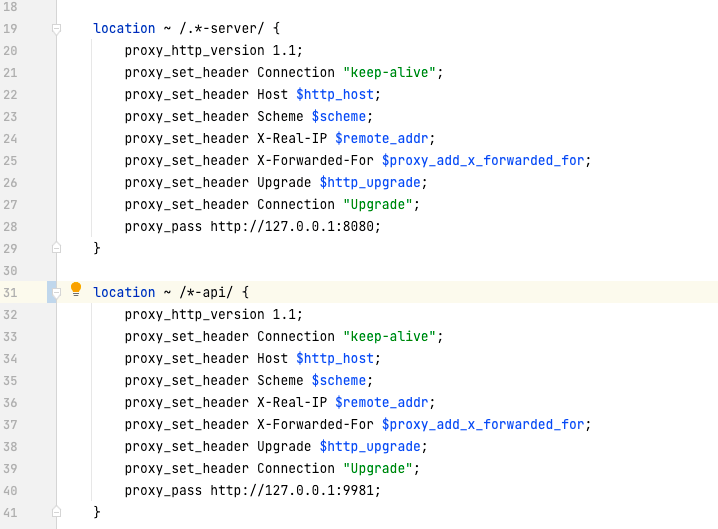 18
19 location ~ /.*-server/ {
20 proxy_http_version 1.1;
21 proxy_set_header Connection "keep-alive";
22 proxy_set_header Host $http_host;
23 proxy_set_header Scheme $scheme;
24 proxy_set_header X-Real-IP $remote_addr;
25 proxy_set_header X-Forwarded-For $proxy_add_x_forwarded_for;
26 proxy_set_header Upgrade $http_upgrade;
27 proxy_set_header Connection "Upgrade";
28 proxy_pass http://127.0.0.1:8080;
29 }
30
31 location ~ /*-api/ {
32 proxy_http_version 1.1;
33 proxy_set_header Connection "keep-alive";
34 proxy_set_header Host $http_host;
35 proxy_set_header Scheme $scheme;
36 proxy_set_header X-Real-IP $remote_addr;
37 proxy_set_header X-Forwarded-For $proxy_add_x_forwarded_for;
38 proxy_set_header Upgrade $http_upgrade;
39 proxy_set_header Connection "Upgrade";
40 proxy_pass http://127.0.0.1:9981;
41 }